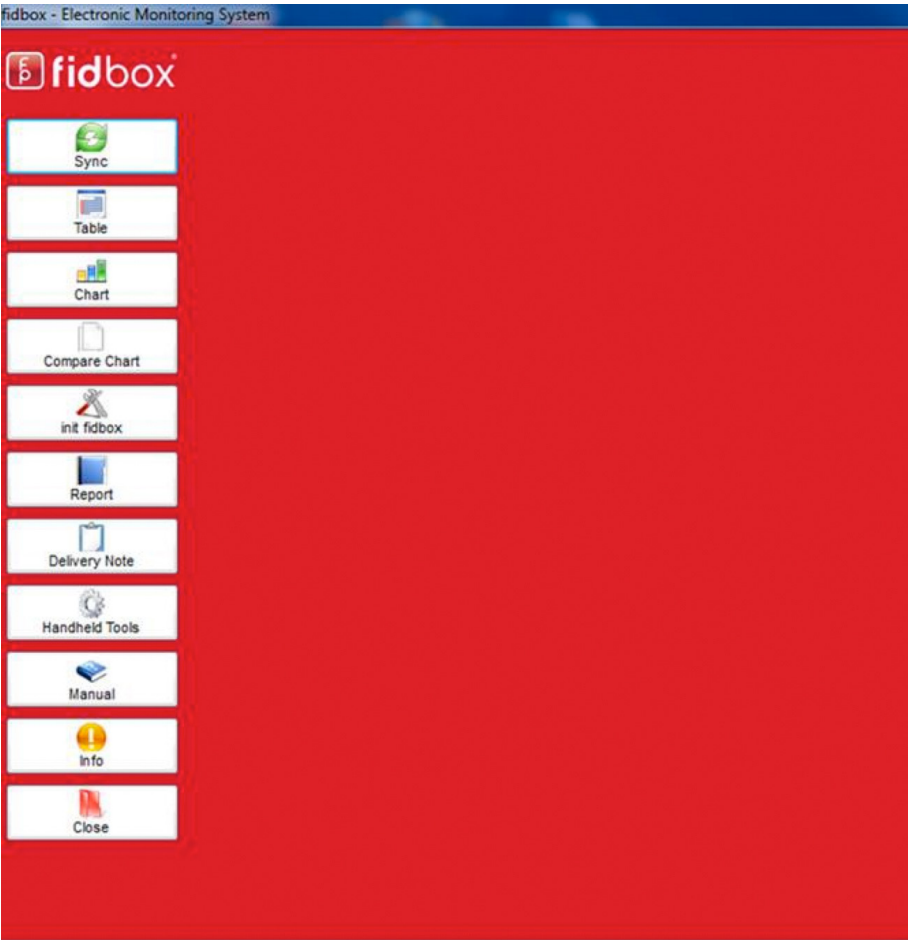 fidbox - Electronic Monitoring System
fidbox
Sync
Table
Chart
Compare Chart
init fidbox
Report
Delivery Note
Handheld Tools
Manual
Info
Close